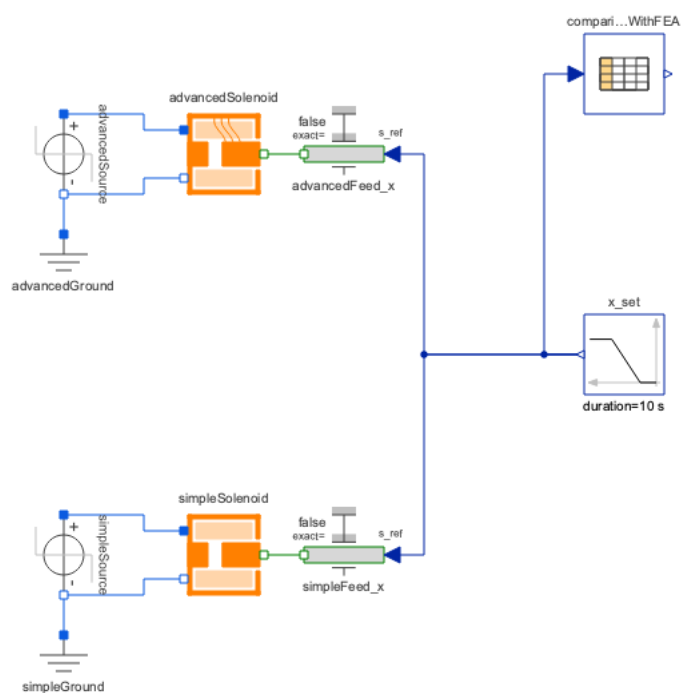 compari...WithFEA
advancedSolenoid
advancedSource
+
-
false
exact=
s_ref
advancedFeed_x
advancedGround
x_set
duration=10 s
simpleSolenoid
simpleSource
+
-
false
exact=
s_ref
simpleFeed_x
simpleGround